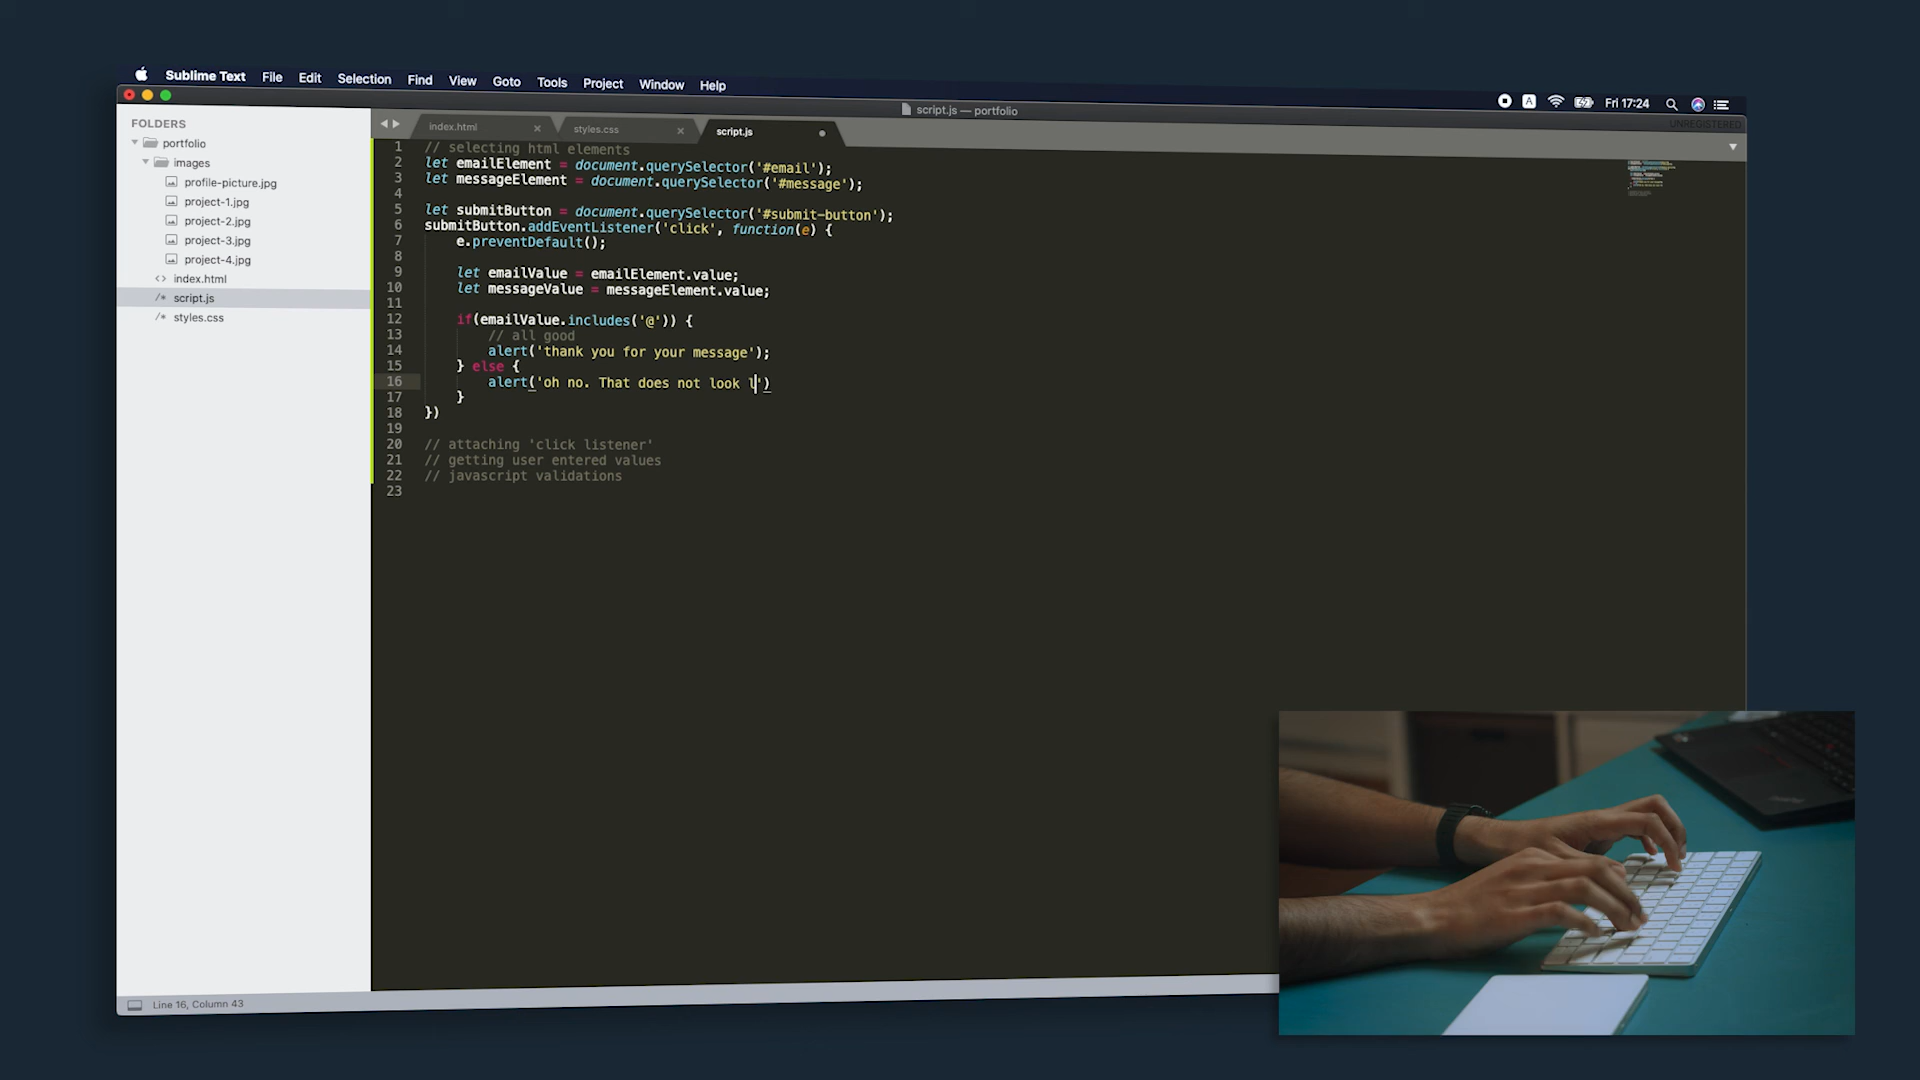 Sublime Text File Edit Selection Find View Goto Tools Project Window Help
A Fri 17:24
script.js — portfolio
UNREGISTERED
FOLDERS
portfolio
images
profile-picture.jpg
project-1.jpg
project-2.jpg
project-3.jpg
project-4.jpg
<> index.html
/* script.js
/* styles.css
index.html × styles.css × script.js
1 // selecting html elements
2 let emailElement = document.querySelector('#email');
3 let messageElement = document.querySelector('#message');
4
5 let submitButton = document.querySelector('#submit-button');
6 submitButton.addEventListener('click', function(e) {
7 e.preventDefault();
8
9 let emailValue = emailElement.value;
10 let messageValue = messageElement.value;
11
12 if(emailValue.includes('@')) {
13 // all good
14 alert('thank you for your message');
15 } else {
16 alert('oh no. That does not look l')
17 }
18 })
19
20 // attaching 'click listener'
21 // getting user entered values
22 // javascript validations
23
Line 16, Column 43